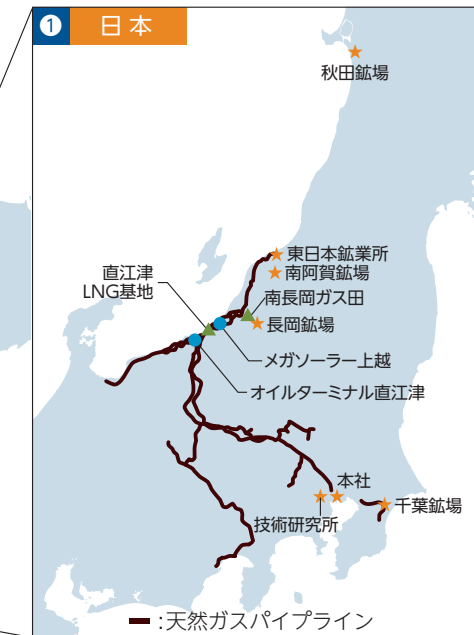 1 日本
秋田鉱場
東日本鉱業所
南阿賀鉱場
直江津
LNG基地
南長岡ガス田
長岡鉱場
メガソーラー上越
オイルターミナル直江津
本社
千葉鉱場
技術研究所
:天然ガスパイプライン